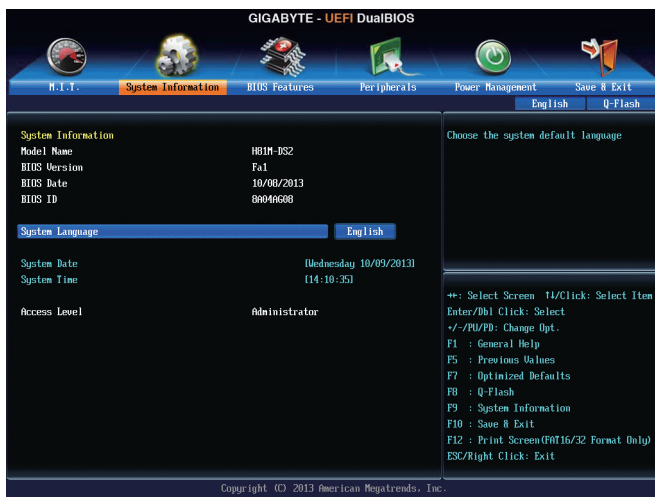 GIGABYTE - UEFI DualBIOS
M.I.T. System Information BIOS Features Peripherals Power Management Save & Exit
English Q-Flash
System Information
Model Name H81M-DS2
BIOS Version Fa1
BIOS Date 10/08/2013
BIOS ID 8A04AG08
System Language English
System Date [Wednesday 10/09/2013]
System Time [14:10:35]
Access Level Administrator
Choose the system default language
→←: Select Screen ↑↓/Click: Select Item
Enter/Dbl Click: Select
+/-/PU/PD: Change Opt.
F1 : General Help
F5 : Previous Values
F7 : Optimized Defaults
F8 : Q-Flash
F9 : System Information
F10 : Save & Exit
F12 : Print Screen(FAT16/32 Format Only)
ESC/Right Click: Exit
Copyright (C) 2013 American Megatrends, Inc.